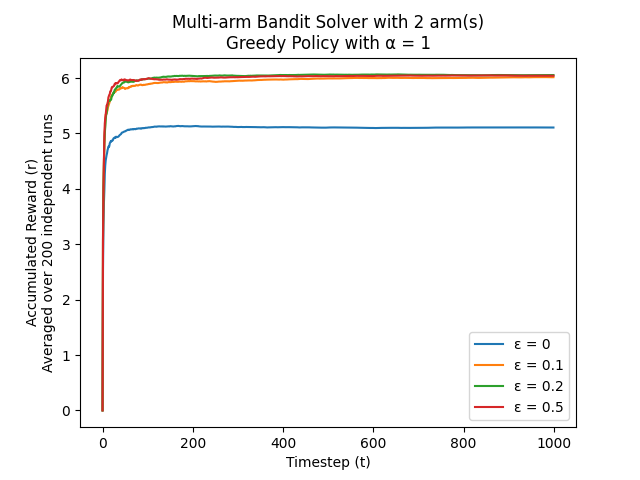 Multi-arm Bandit Solver with 2 arm(s)
Greedy Policy with α = 1
Accumulated Reward (r)
Averaged over 200 independent runs
6
5
4
3
2
1
0
0 200 400 600 800 1000
Timestep (t)
ε = 0
ε = 0.1
ε = 0.2
ε = 0.5